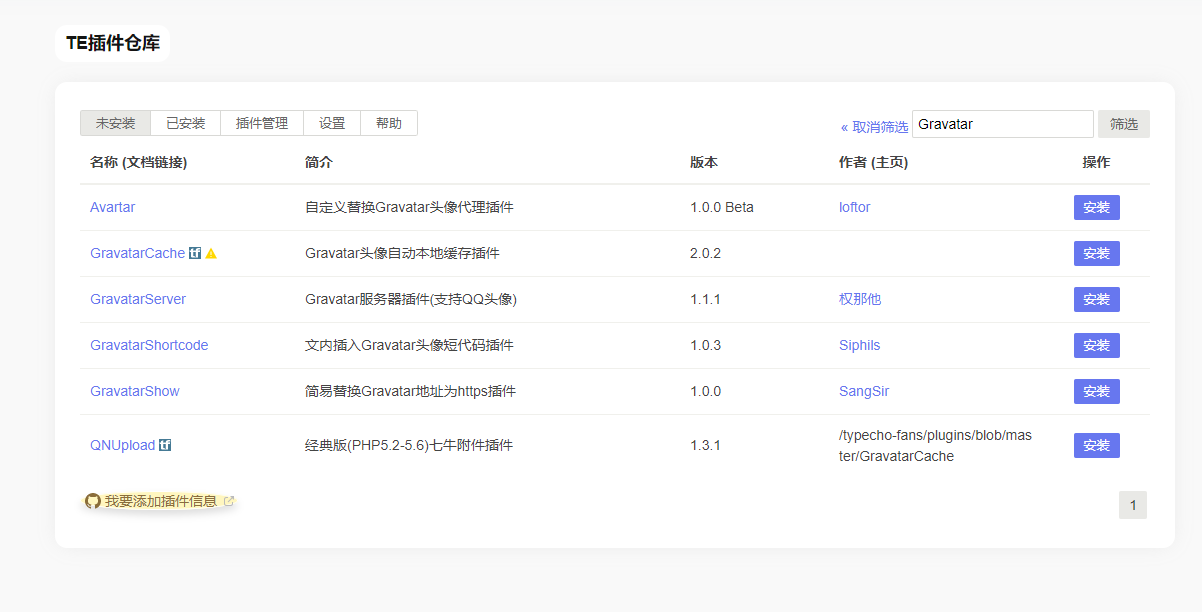 TE插件仓库
未安装 已安装 插件管理 设置 帮助 « 取消筛选 Gravatar 筛选
名称 (文档链接) 简介 版本 作者 (主页) 操作
Avartar 自定义替换Gravatar头像代理插件 1.0.0 Beta loftor 安装
GravatarCache tf Gravatar头像自动本地缓存插件 2.0.2 安装
GravatarServer Gravatar服务器插件(支持QQ头像) 1.1.1 权那他 安装
GravatarShortcode 文内插入Gravatar头像短代码插件 1.0.3 Siphils 安装
GravatarShow 简易替换Gravatar地址为https插件 1.0.0 SangSir 安装
QNUpload tf 经典版(PHP5.2-5.6)七牛附件插件 1.3.1 /typecho-fans/plugins/blob/mas
ter/GravatarCache 安装
我要添加插件信息 1